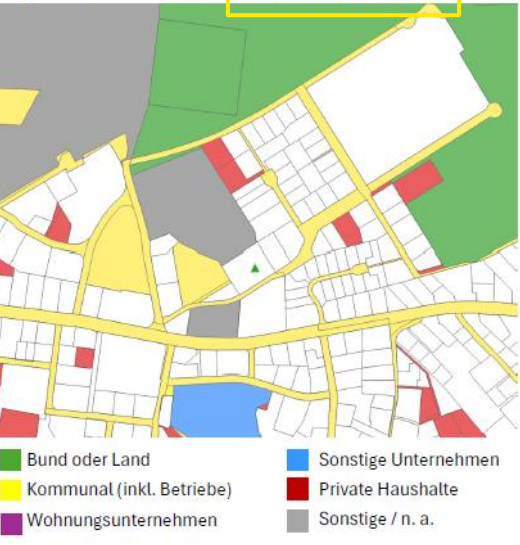 Bund oder Land
Kommunal (inkl. Betriebe)
Wohnungsunternehmen
Sonstige Unternehmen
Private Haushalte
Sonstige / n. a.